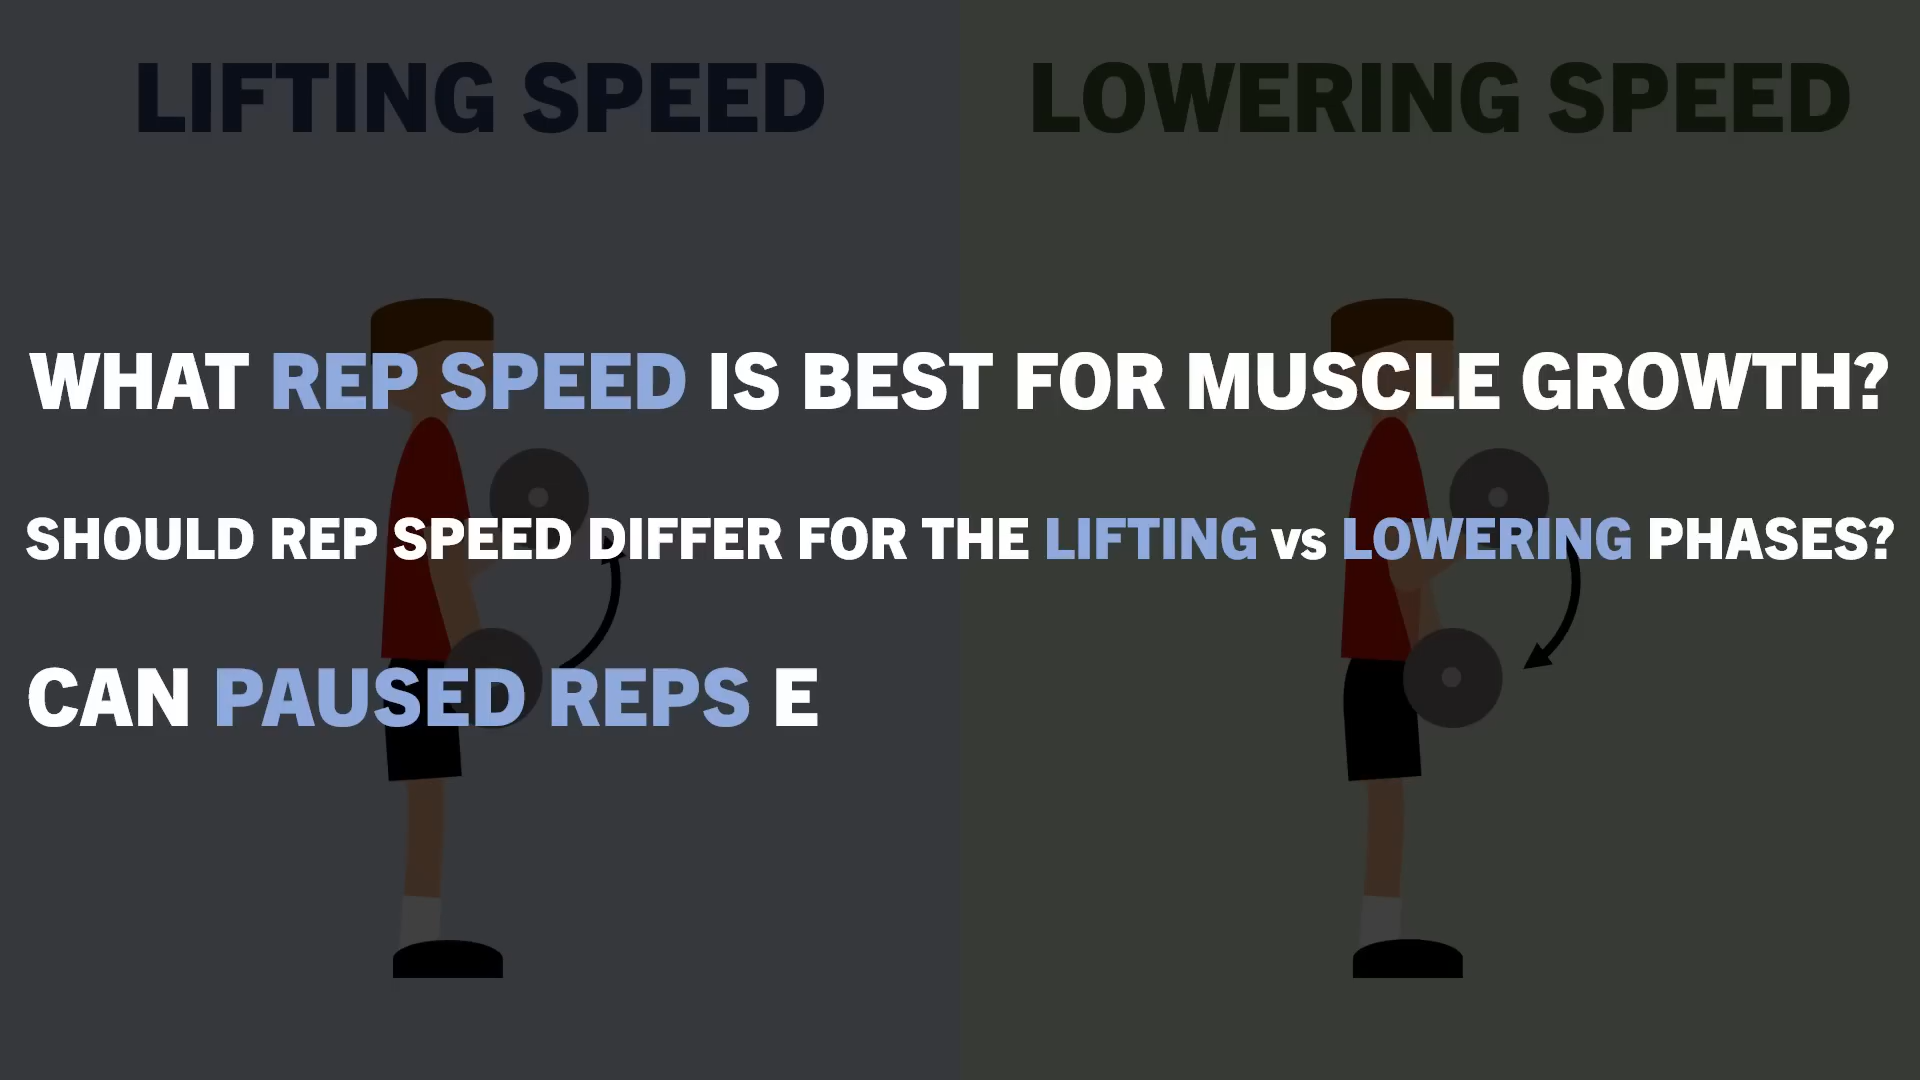 LIFTING SPEED
LOWERING SPEED
WHAT REP SPEED IS BEST FOR MUSCLE GROWTH?
SHOULD REP SPEED DIFFER FOR THE LIFTING vs LOWERING PHASES?
CAN PAUSED REPS E